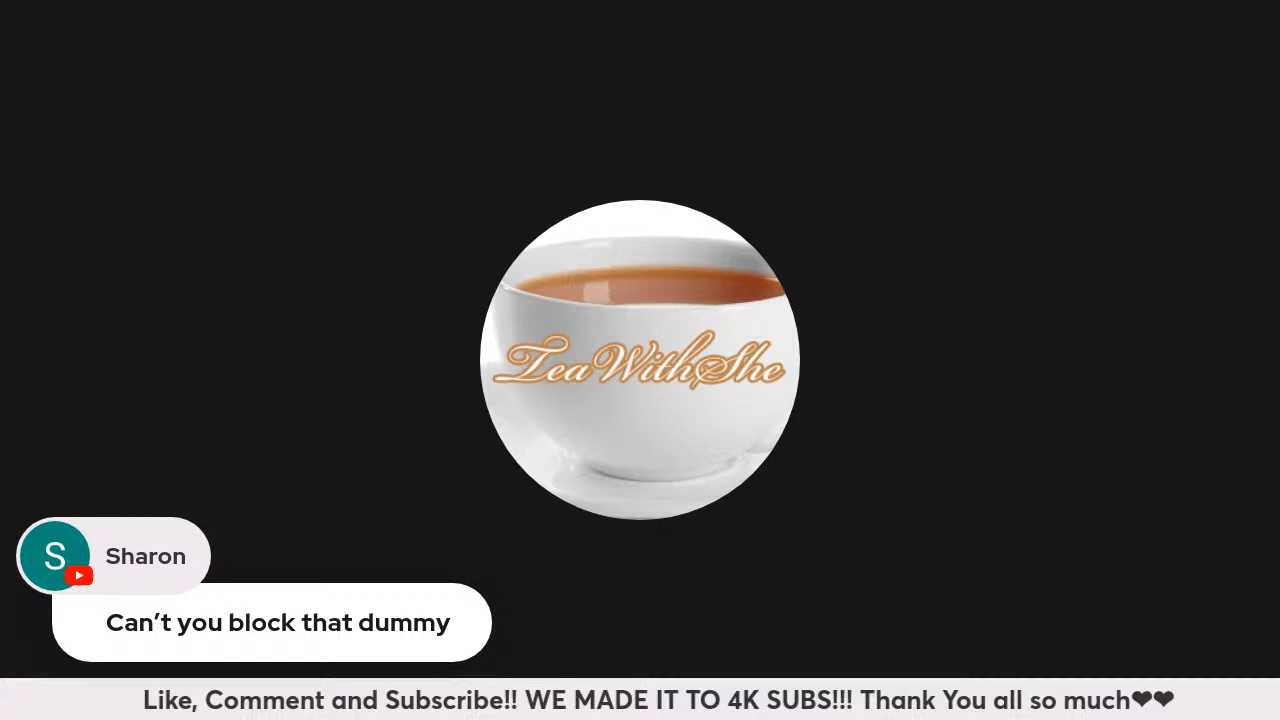 TeaWithShe
S
Sharon
Can't you block that dummy
Like, Comment and Subscribe!! WE MADE IT TO 4K SUBS!!! Thank You all so much❤❤